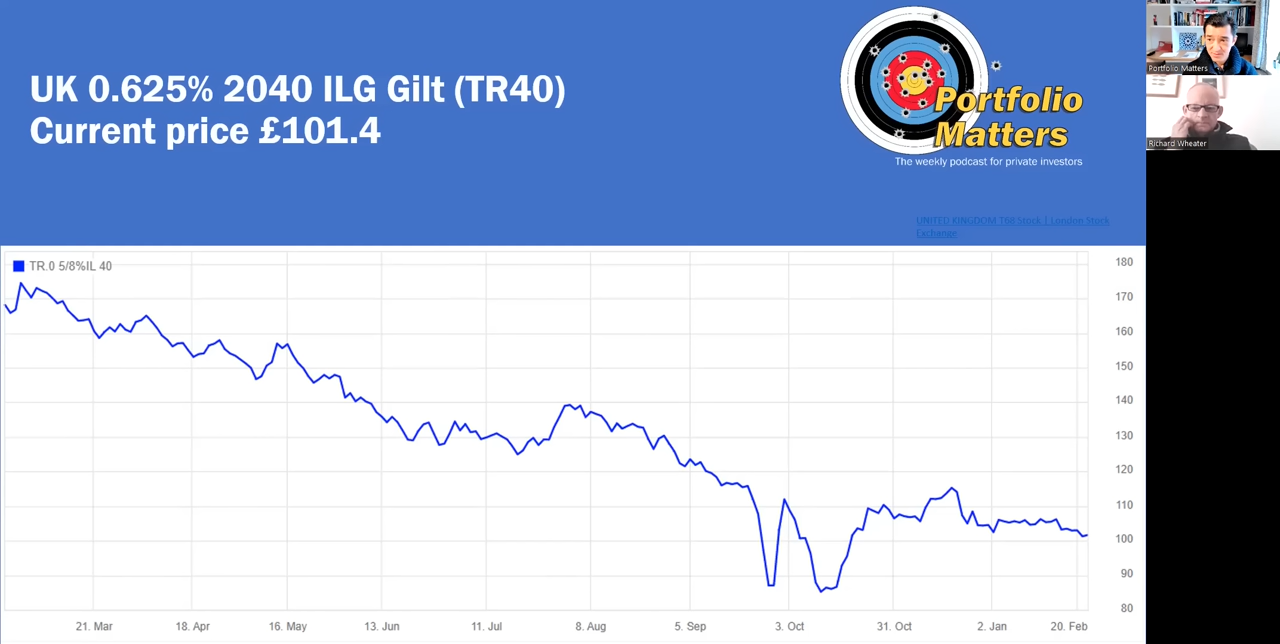 UK 0.625% 2040 ILG Gilt (TR40)
Current price £101.4
Portfolio
Matters
The weekly podcast for private investors
UNITED KINGDOM T68 Stock | London Stock
Exchange
Portfolio Matters
Richard Wheater
TR.0 5/8%IL 40
180
170
160
150
140
130
120
110
100
90
80
21. Mar
18. Apr
16. May
13. Jun
11. Jul
8. Aug
5. Sep
3. Oct
31. Oct
2. Jan
20. Feb